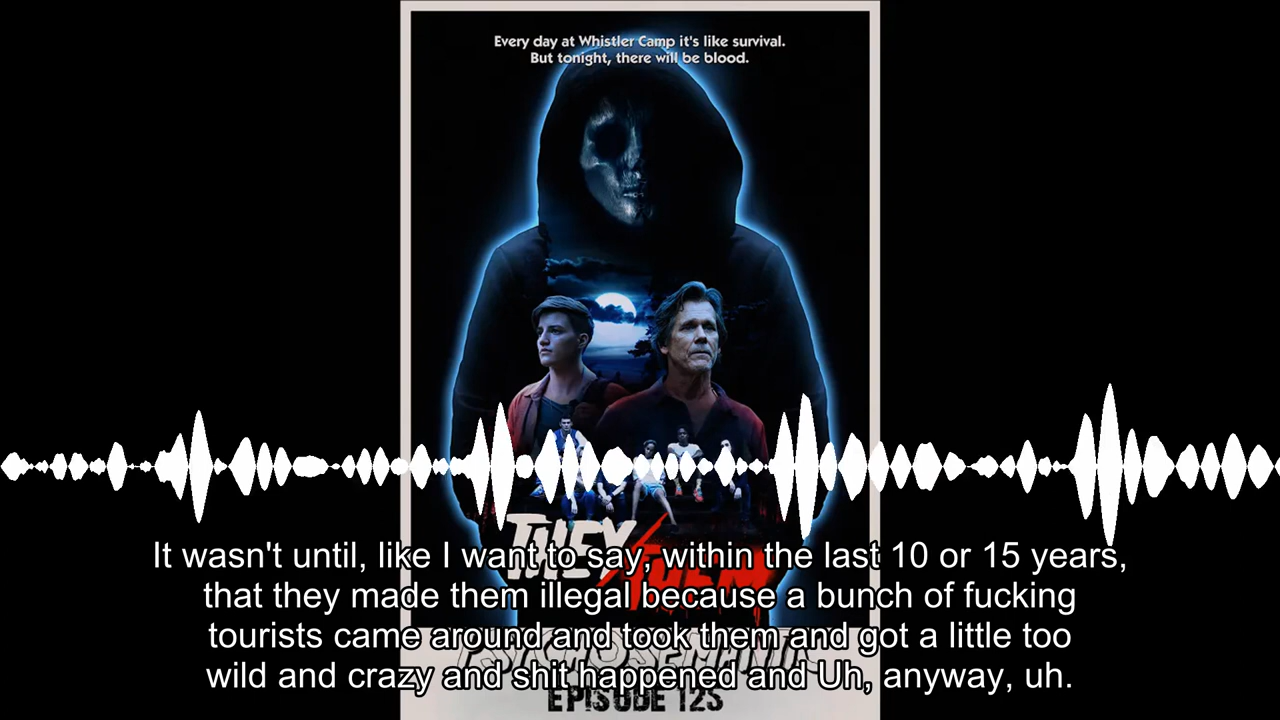 Every day at Whistler Camp it's like survival.
But tonight, there will be blood.
THEY/THEM
It wasn't until, like I want to say, within the last 10 or 15 years,
that they made them illegal because a bunch of fucking
tourists came around and took them and got a little too
wild and crazy and shit happened and Uh, anyway, uh.
EPISODE 125